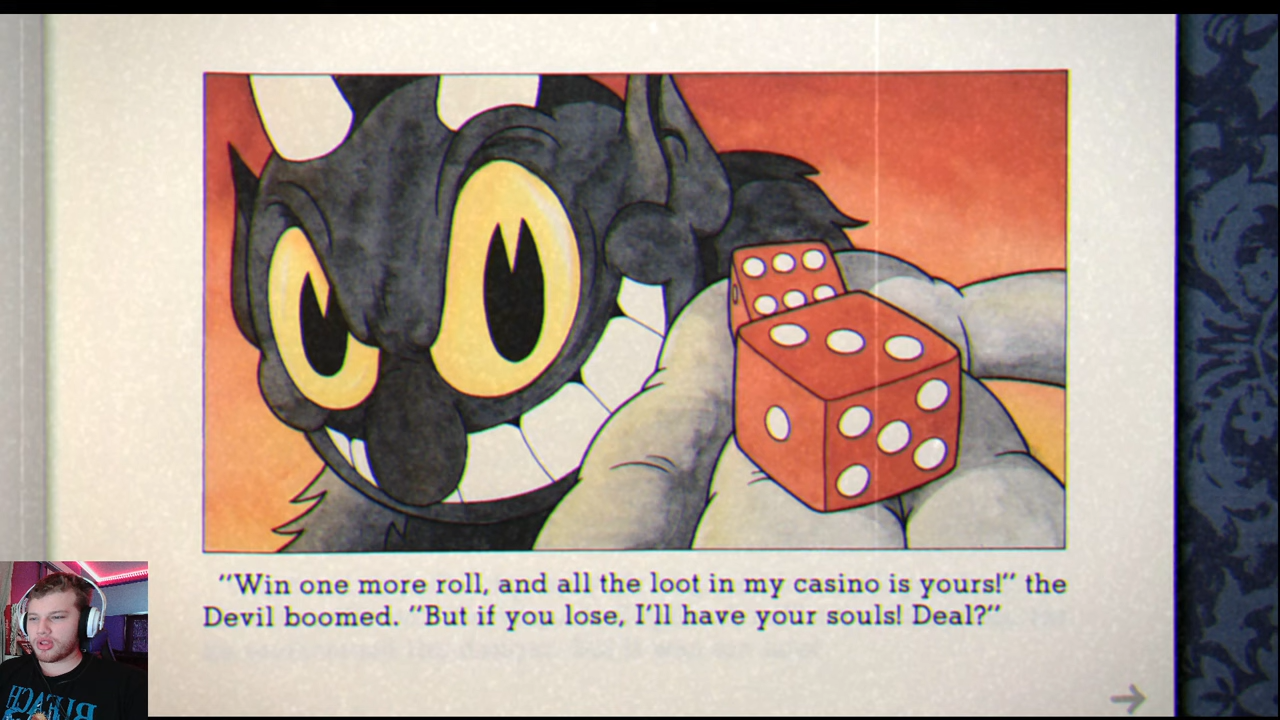 "Win one more roll, and all the loot in my casino is yours!" the
Devil boomed. "But if you lose, I'll have your souls! Deal?"
BLEACH